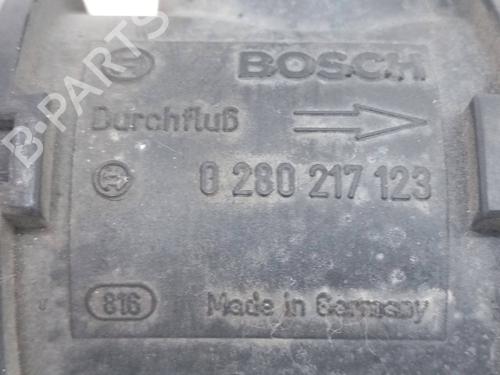 B-PARTS
BOSCH
Durchfluß
0 280 217 123
816 Made in Germany